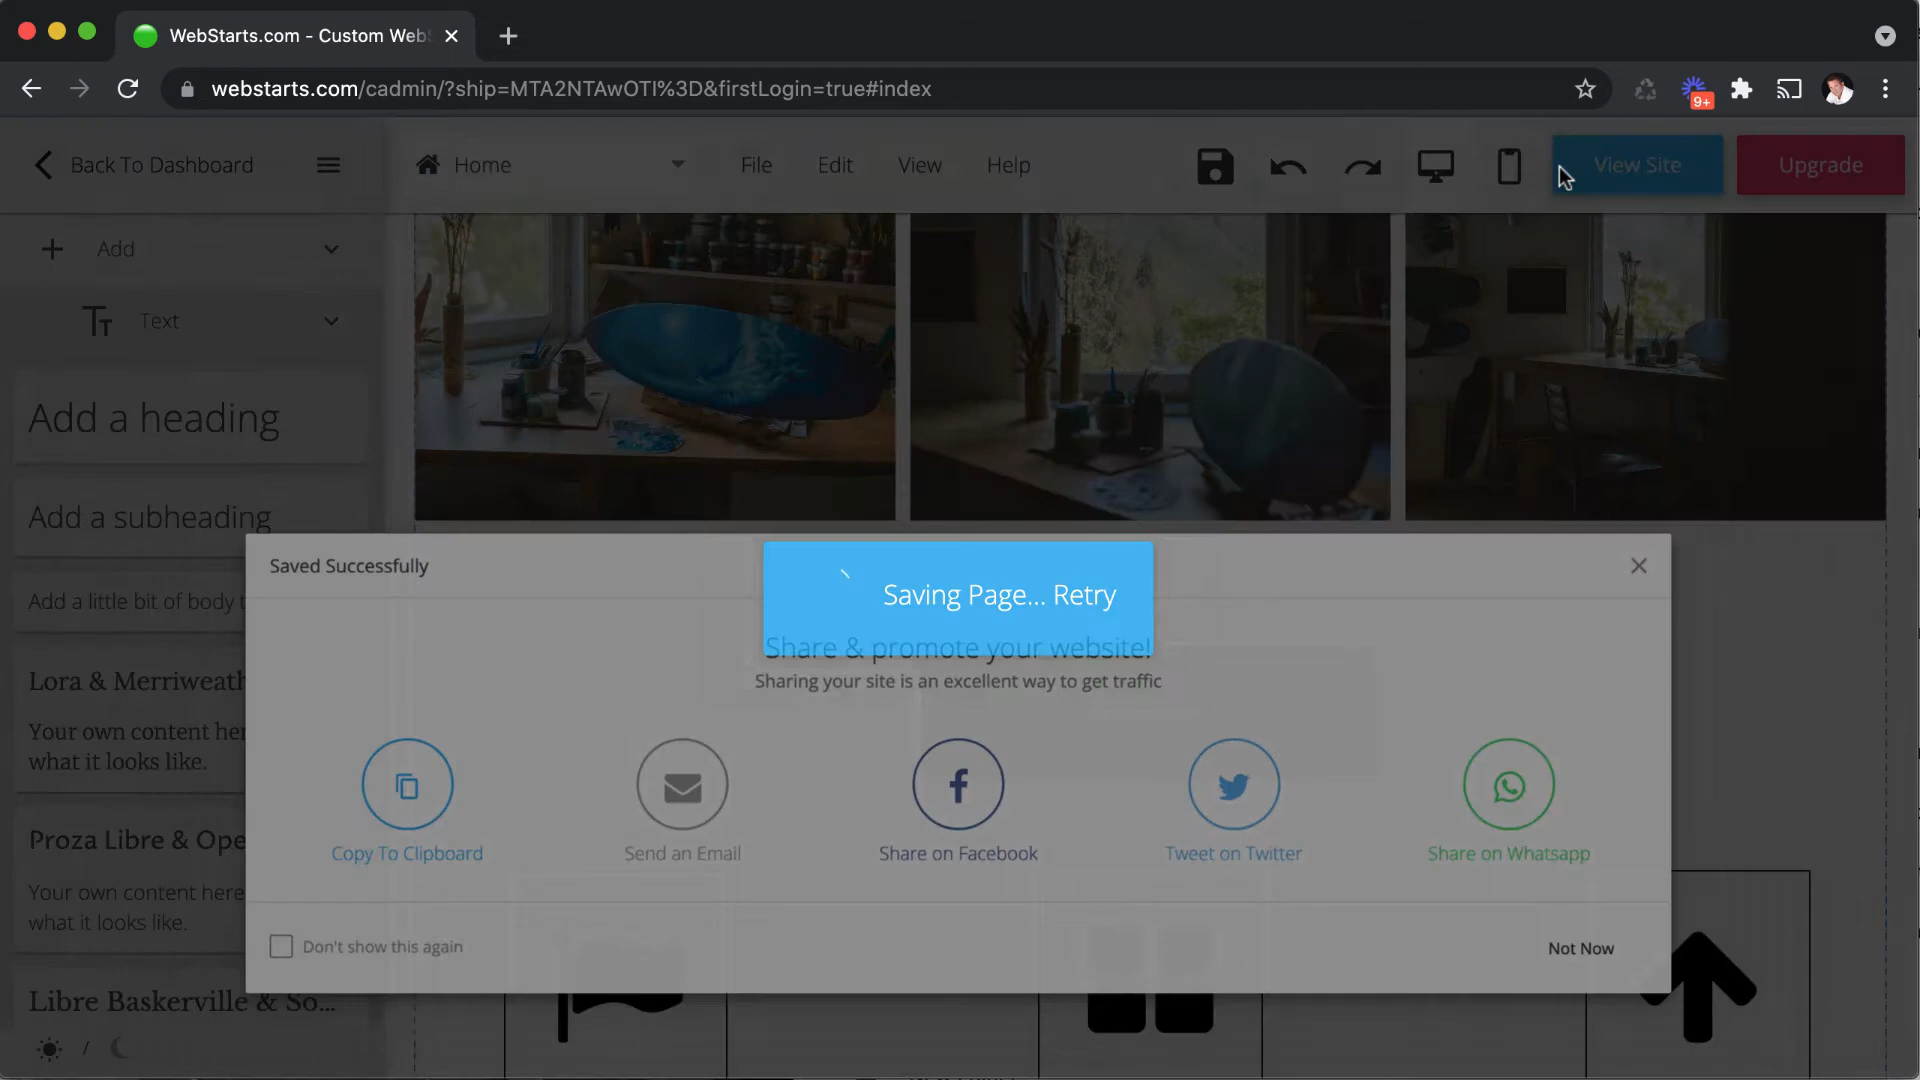 WebStarts.com - Custom Web
webstarts.com/cadmin/?ship=MTA2NTAwOTI%3D&firstLogin=true#index
9+
Back To Dashboard
Home
File
Edit
View
Help
View Site
Upgrade
Add
Text
Add a heading
Add a subheading
Add a little bit of body t
Lora & Merriweath
Your own content her
what it looks like.
Proza Libre & Ope
Your own content here
what it looks like.
Libre Baskerville & So...
/
Saved Successfully
Saving Page... Retry
Share & promote your website!
Sharing your site is an excellent way to get traffic
Copy To Clipboard
Send an Email
Share on Facebook
Tweet on Twitter
Share on Whatsapp
Don't show this again
Not Now